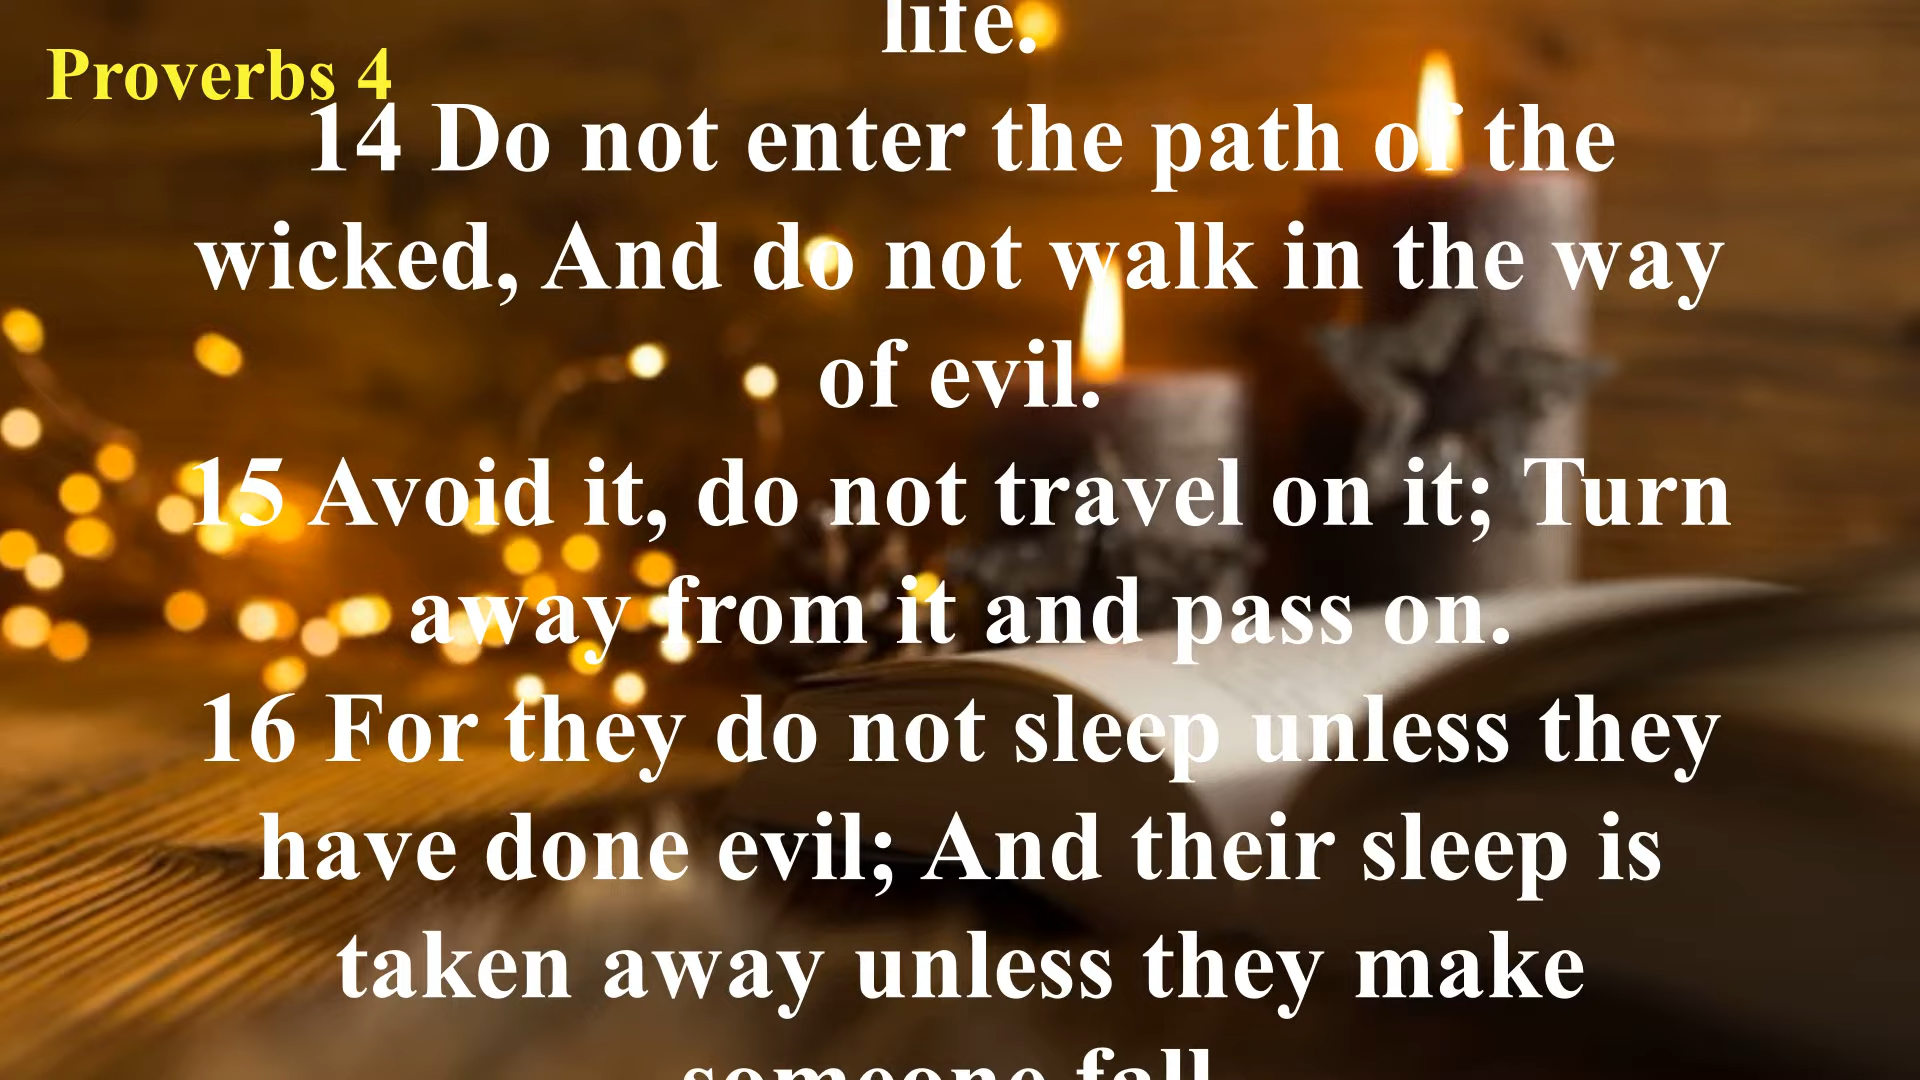 life.
Proverbs 4
14 Do not enter the path of the
wicked, And do not walk in the way
of evil.
15 Avoid it, do not travel on it; Turn
away from it and pass on.
16 For they do not sleep unless they
have done evil; And their sleep is
taken away unless they make
someone fall